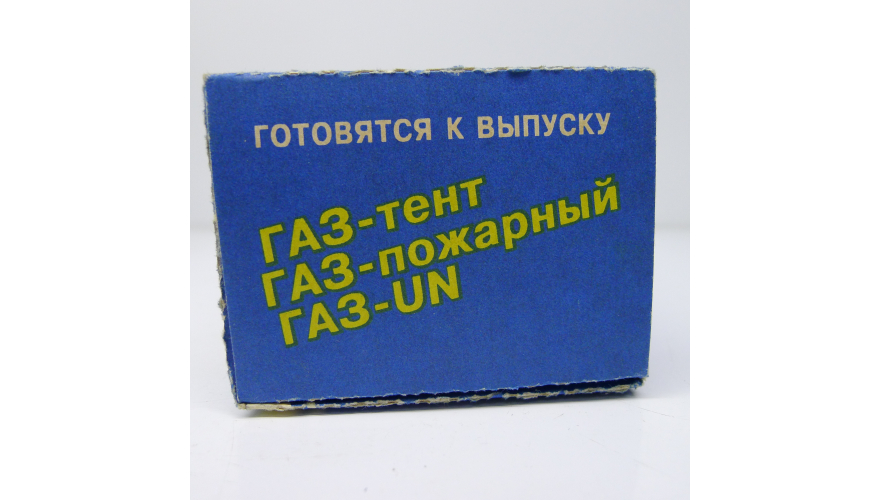 ГОТОВЯТСЯ К ВЫПУСКУ
ГАЗ-тент
ГАЗ-пожарный
ГАЗ-UN